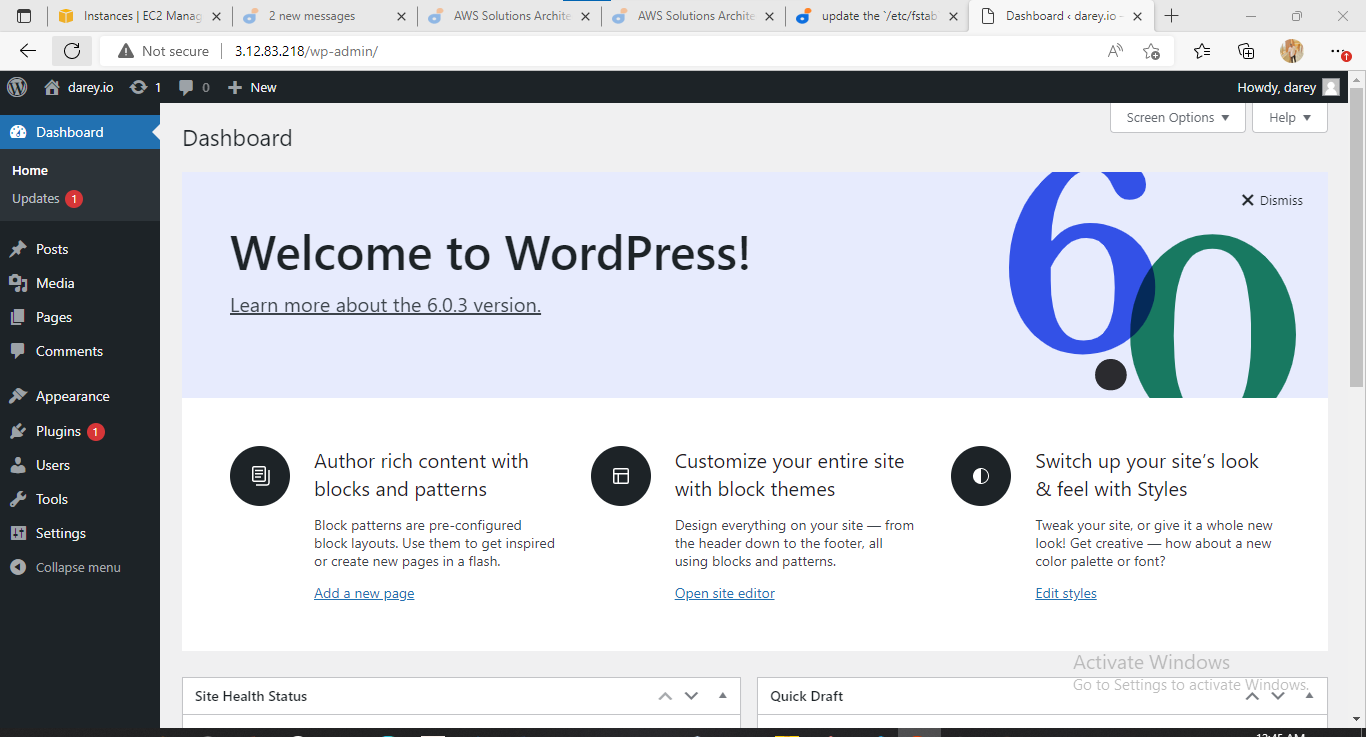 Instances | EC2 Manag
2 new messages
AWS Solutions Archite
AWS Solutions Archite
update the `/etc/fstab`
Dashboard ‹ darey.io -
Not secure
3.12.83.218/wp-admin/
darey.io
1
0
New
Howdy, darey
Dashboard
Home
Updates 1
Posts
Media
Pages
Comments
Appearance
Plugins 1
Users
Tools
Settings
Collapse menu
Screen Options
Help
Dashboard
Dismiss
Welcome to WordPress!
Learn more about the 6.0.3 version.
6.0
Author rich content with
blocks and patterns
Block patterns are pre-configured
block layouts. Use them to get inspired
or create new pages in a flash.
Add a new page
Customize your entire site
with block themes
Design everything on your site — from
the header down to the footer, all
using blocks and patterns.
Open site editor
Switch up your site’s look
& feel with Styles
Tweak your site, or give it a whole new
look! Get creative — how about a new
color palette or font?
Edit styles
Activate Windows
Go to Settings to activate Windows.
Site Health Status
Quick Draft